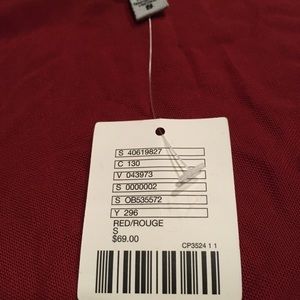 S 40619827
C 130
V 043973
S 0000002
S OB535572
Y 296
RED/ROUGE
S
$69.00
CP3524 1 1